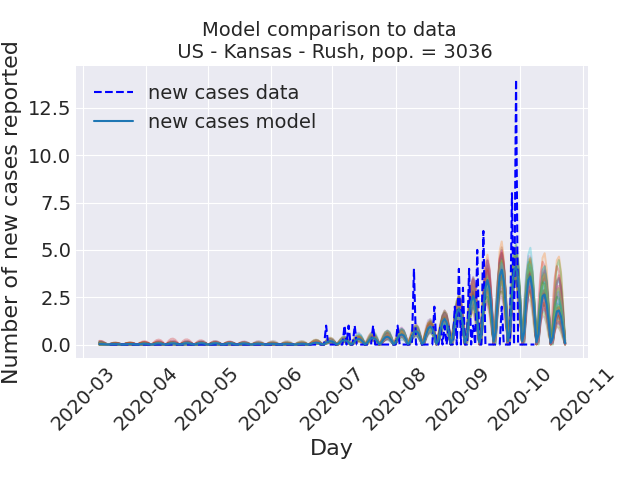 Model comparison to data
US - Kansas - Rush, pop. = 3036
new cases data
new cases model
Number of new cases reported
12.5
10.0
7.5
5.0
2.5
0.0
2020-03
2020-04
2020-05
2020-06
2020-07
2020-08
2020-09
2020-10
2020-11
Day